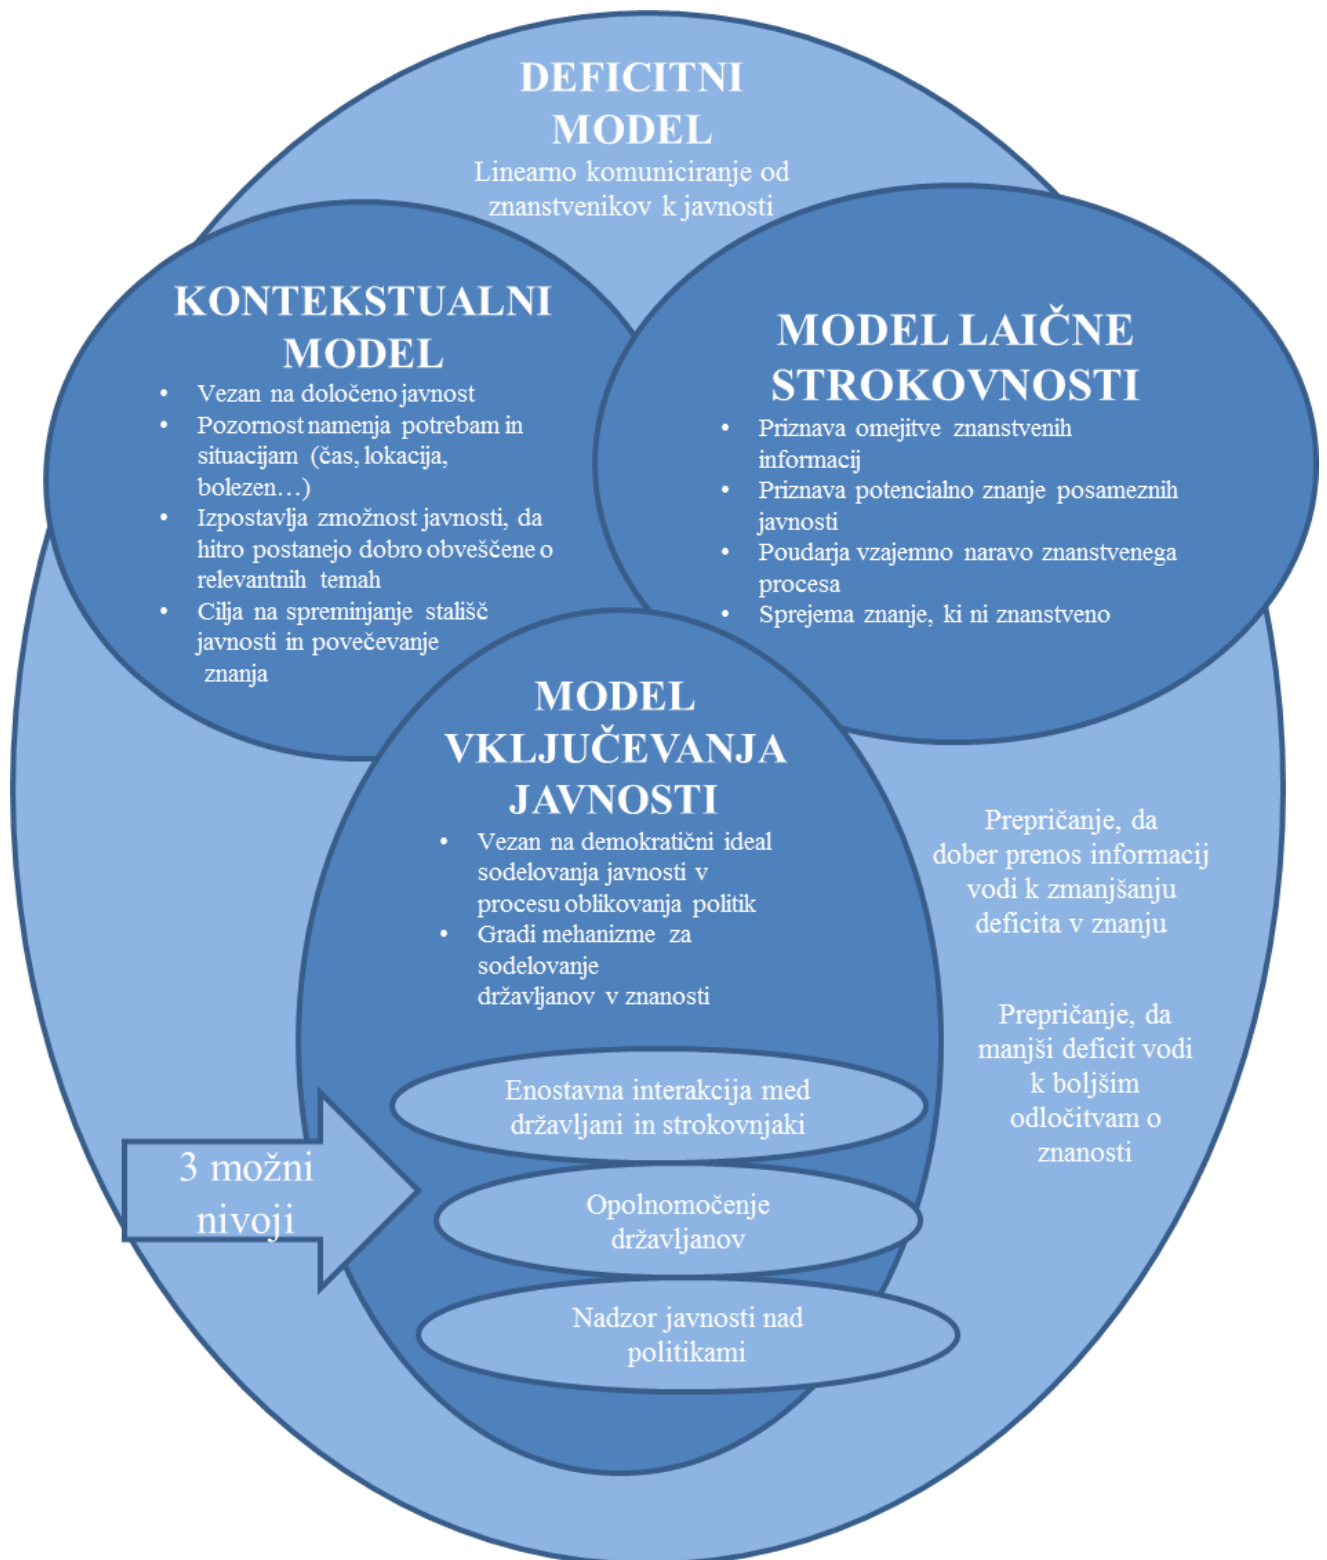 DEFICITNI
MODEL
Linearno komuniciranje od
znanstvenikov k javnosti
KONTEKSTUALNI
MODEL
• Vezan na določeno javnost
• Pozornost namenja potrebam in
situacijam (čas, lokacija,
bolezen…)
• Izpostavlja zmožnost javnosti, da
hitro postanejo dobro obveščene o
relevantnih temah
• Cilja na spreminjanje stališč
javnosti in povečevanje
znanja
MODEL LAIČNE
STROKOVNOSTI
• Priznava omejitve znanstvenih
informacij
• Priznava potencialno znanje posameznih
javnosti
• Poudarja vzajemno naravo znanstvenega
procesa
• Sprejema znanje, ki ni znanstveno
MODEL
VKLJUČEVANJA
JAVNOSTI
• Vezan na demokratični ideal
sodelovanja javnosti v
procesu oblikovanja politik
• Gradi mehanizme za
sodelovanje
državljanov v znanosti
Prepričanje, da
dober prenos informacij
vodi k zmanjšanju
deficita v znanju
Prepričanje, da
manjši deficit vodi
k boljšim
odločitvam o
znanosti
3 možni
nivoji
Enostavna interakcija med
državljani in strokovnjaki
Opolnomočenje
državljanov
Nadzor javnosti nad
politikami